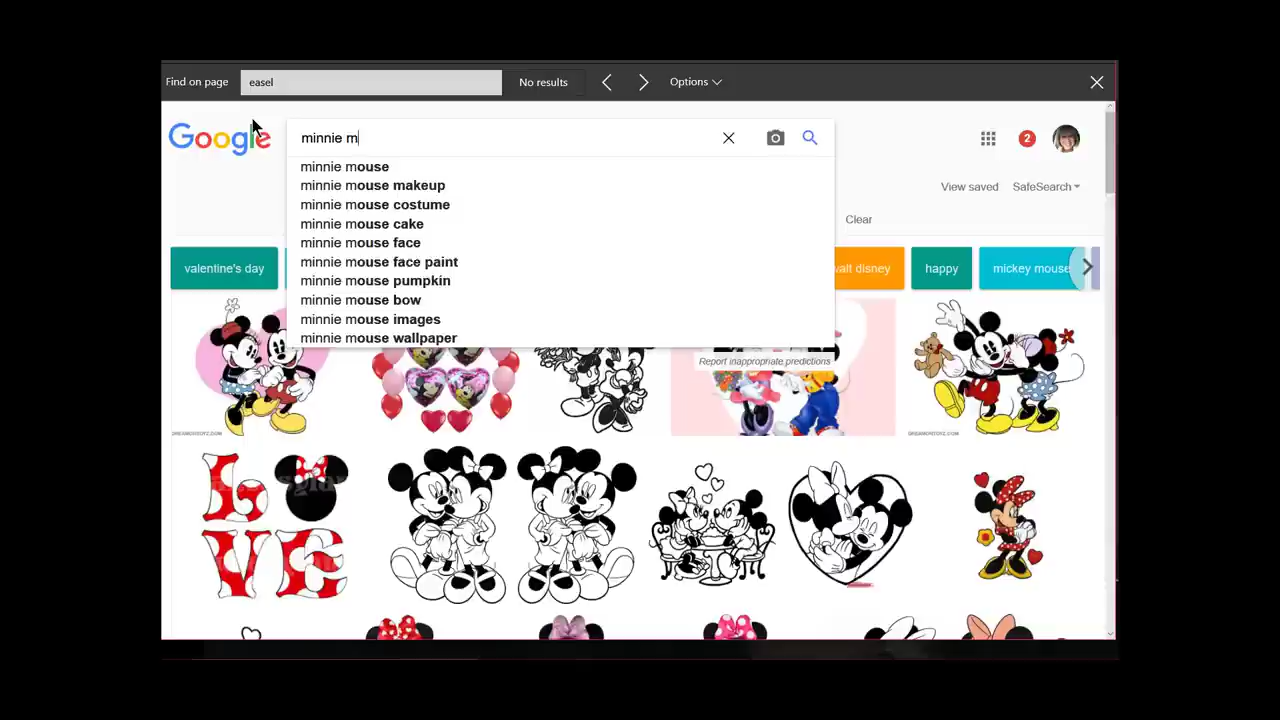 Find on page easel No results Options
Google minnie m 2
minnie mouse
minnie mouse makeup
View saved SafeSearch
minnie mouse costume
minnie mouse cake
Clear
minnie mouse face
minnie mouse face paint
valentine's day walt disney happy mickey mouse
minnie mouse pumpkin
minnie mouse bow
minnie mouse images
minnie mouse wallpaper
Report inappropriate predictions
LO
VE